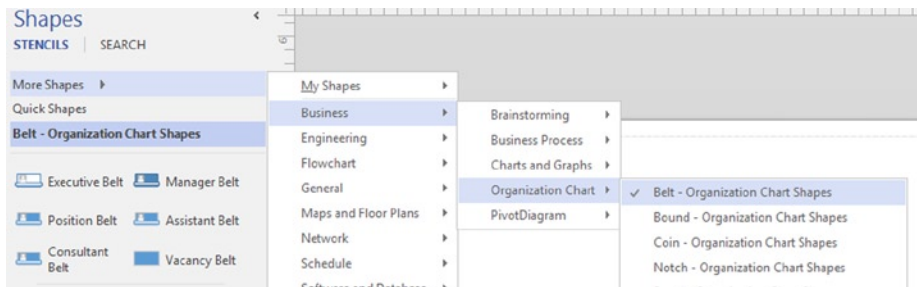 Shapes
STENCILS SEARCH
More Shapes
Quick Shapes
Belt - Organization Chart Shapes
Executive Belt Manager Belt
Position Belt Assistant Belt
Consultant Belt Vacancy Belt
My Shapes
Business
Engineering
Flowchart
General
Maps and Floor Plans
Network
Schedule
Software and Database
Brainstorming
Business Process
Charts and Graphs
Organization Chart
PivotDiagram
Belt - Organization Chart Shapes
Bound - Organization Chart Shapes
Coin - Organization Chart Shapes
Notch - Organization Chart Shapes